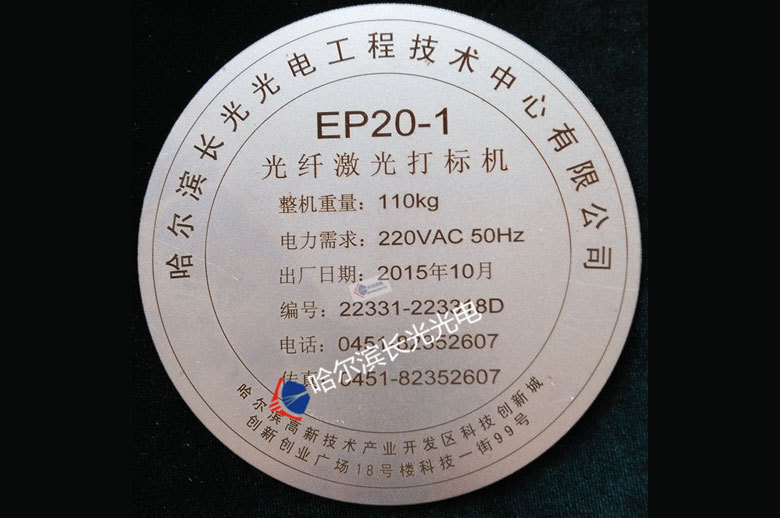 哈尔滨长光光电工程技术中心有限公司
EP20-1
光纤激光打标机
整机重量：110kg
电力需求：220VAC 50Hz
出厂日期：2015年10月
编号：22331-223318D
电话：0451-82352607
传真：0451-82352607
哈尔滨长光光电
哈尔滨高新技术产业开发区科技创新城
创新创业广场18号楼科技一街99号